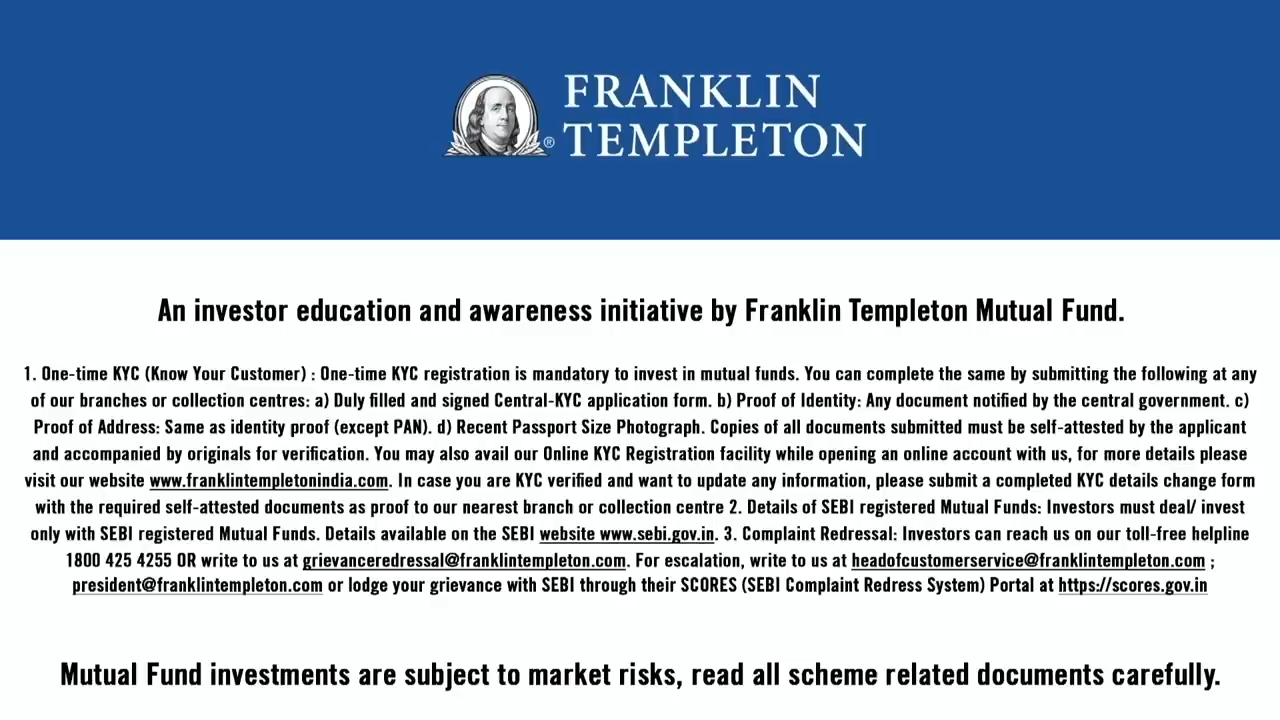 FRANKLIN
TEMPLETON
®
An investor education and awareness initiative by Franklin Templeton Mutual Fund.
1. One-time KYC (Know Your Customer) : One-time KYC registration is mandatory to invest in mutual funds. You can complete the same by submitting the following at any
of our branches or collection centres: a) Duly filled and signed Central-KYC application form. b) Proof of Identity: Any document notified by the central government. c)
Proof of Address: Same as identity proof (except PAN). d) Recent Passport Size Photograph. Copies of all documents submitted must be self-attested by the applicant
and accompanied by originals for verification. You may also avail our Online KYC Registration facility while opening an online account with us, for more details please
visit our website www.franklintempletonindia.com. In case you are KYC verified and want to update any information, please submit a completed KYC details change form
with the required self-attested documents as proof to our nearest branch or collection centre 2. Details of SEBI registered Mutual Funds: Investors must deal/ invest
only with SEBI registered Mutual Funds. Details available on the SEBI website www.sebi.gov.in. 3. Complaint Redressal: Investors can reach us on our toll-free helpline
1800 425 4255 OR write to us at grievanceredressal@franklintempleton.com. For escalation, write to us at headofcustomerservice@franklintempleton.com ;
president@franklintempleton.com or lodge your grievance with SEBI through their SCORES (SEBI Complaint Redress System) Portal at https://scores.gov.in
Mutual Fund investments are subject to market risks, read all scheme related documents carefully.